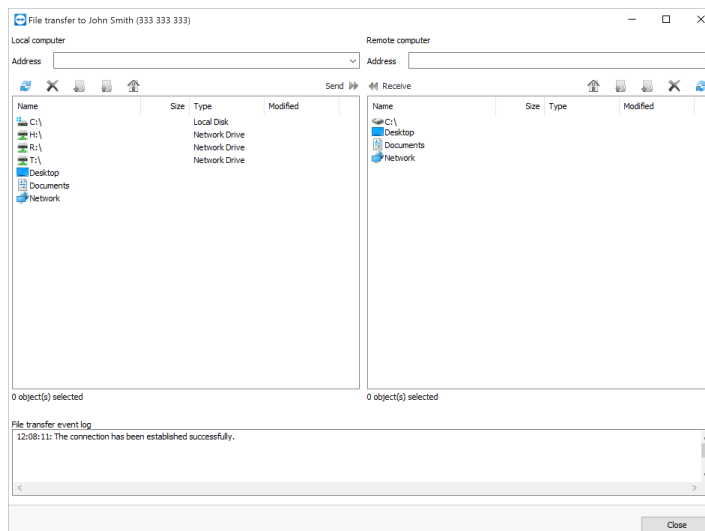 File transfer to John Smith (333 333 333)
Local computer
Remote computer
Address
Address
Send
Receive
Name Size Type Modified
C:\ Local Disk
H:\ Network Drive
R:\ Network Drive
T:\ Network Drive
Desktop
Documents
Network
Name Size Type Modified
C:\
Desktop
Documents
Network
0 object(s) selected
0 object(s) selected
File transfer event log
12:08:11: The connection has been established successfully.
Close